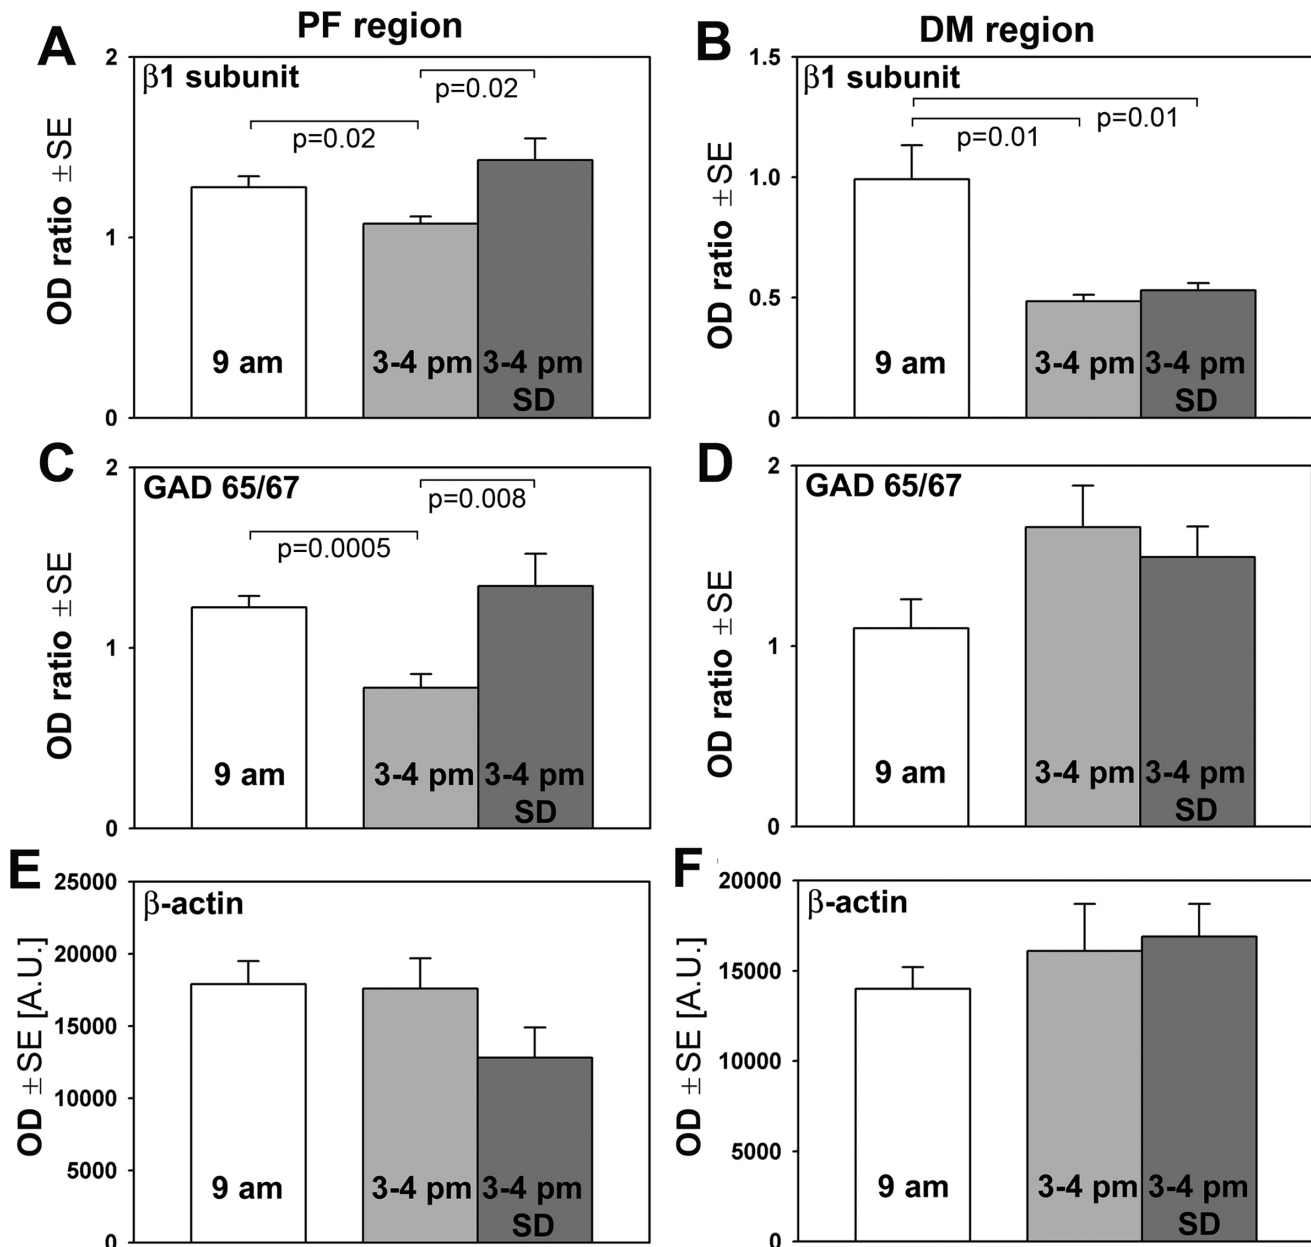 PF region
DM region
A
β1 subunit
p=0.02
p=0.02
OD ratio ±SE
2
1
0
9 am
3-4 pm
3-4 pm
SD
B
β1 subunit
p=0.01
p=0.01
OD ratio ±SE
1.5
1.0
0.5
0
9 am
3-4 pm
3-4 pm
SD
C
GAD 65/67
p=0.008
p=0.0005
OD ratio ±SE
2
1
0
9 am
3-4 pm
3-4 pm
SD
D
GAD 65/67
OD ratio ±SE
2
1
0
9 am
3-4 pm
3-4 pm
SD
E
β-actin
OD ±SE [A.U.]
25000
20000
15000
10000
5000
0
9 am
3-4 pm
3-4 pm
SD
F
β-actin
OD ±SE [A.U.]
20000
15000
10000
5000
0
9 am
3-4 pm
3-4 pm
SD